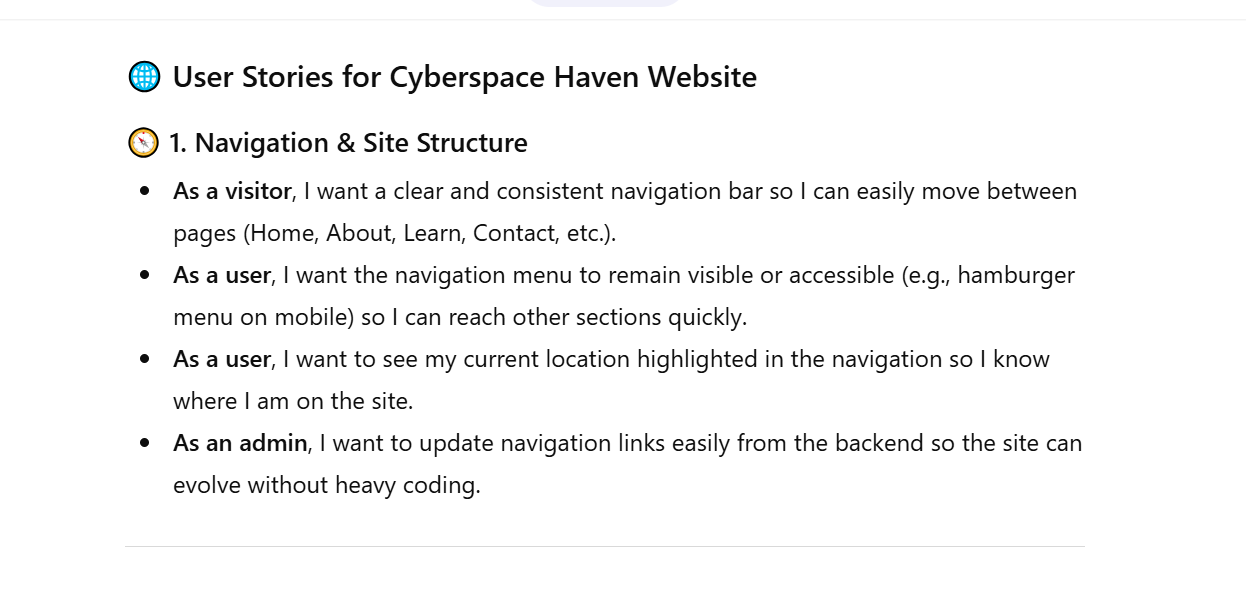 🌐 User Stories for Cyberspace Haven Website
🧭 1. Navigation & Site Structure
• As a visitor, I want a clear and consistent navigation bar so I can easily move between
pages (Home, About, Learn, Contact, etc.).
• As a user, I want the navigation menu to remain visible or accessible (e.g., hamburger
menu on mobile) so I can reach other sections quickly.
• As a user, I want to see my current location highlighted in the navigation so I know
where I am on the site.
• As an admin, I want to update navigation links easily from the backend so the site can
evolve without heavy coding.